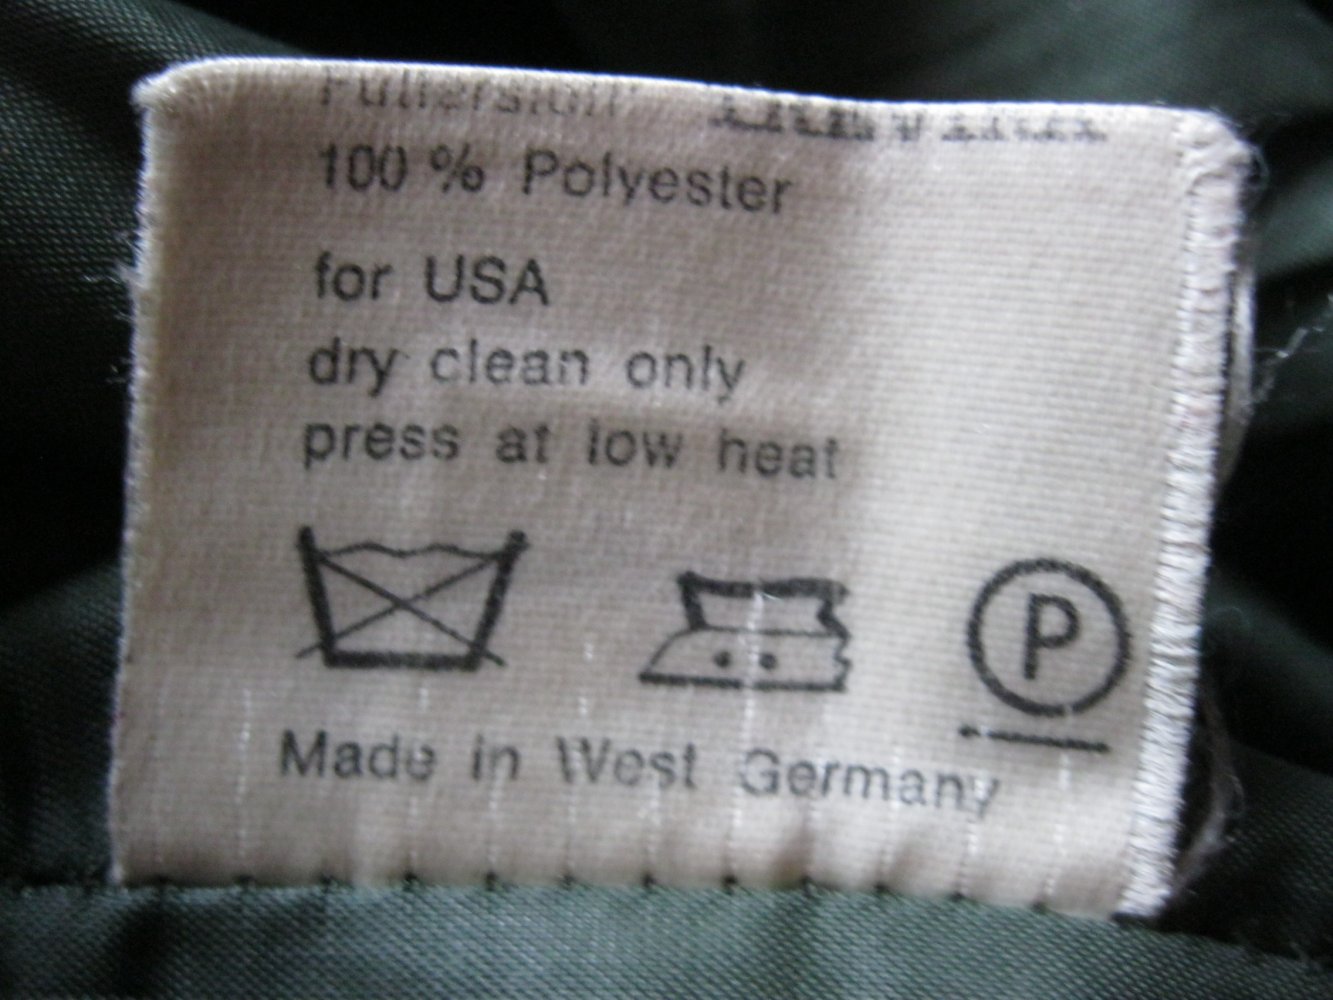 100 % Polyester
for USA
dry clean only
press at low heat
P
Made in West Germany